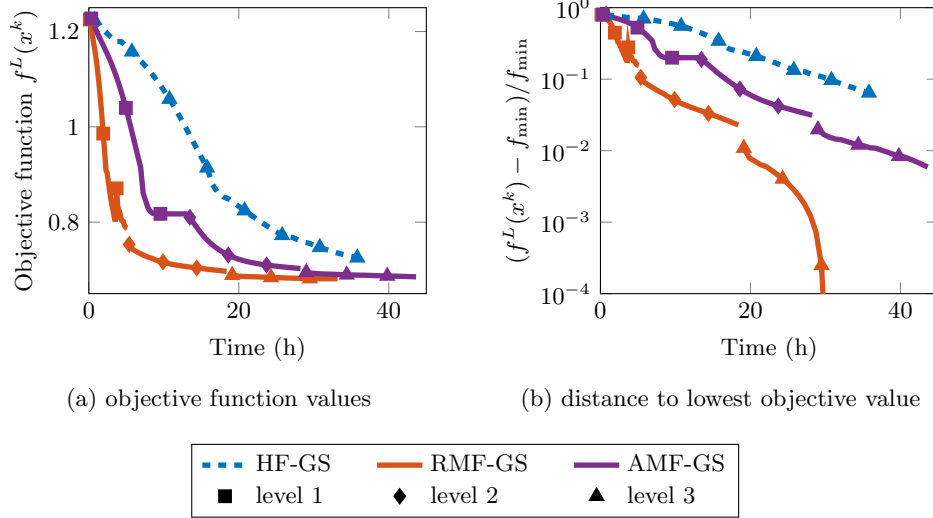 1.2
1
0.8
0
20
40
Objective function f^L(x^k)
Time (h)
(a) objective function values
10^0
10^−1
10^−2
10^−3
10^−4
0
20
40
(f^L(x^k) − f_min)/f_min
Time (h)
(b) distance to lowest objective value
HF-GS RMF-GS AMF-GS
level 1 level 2 level 3